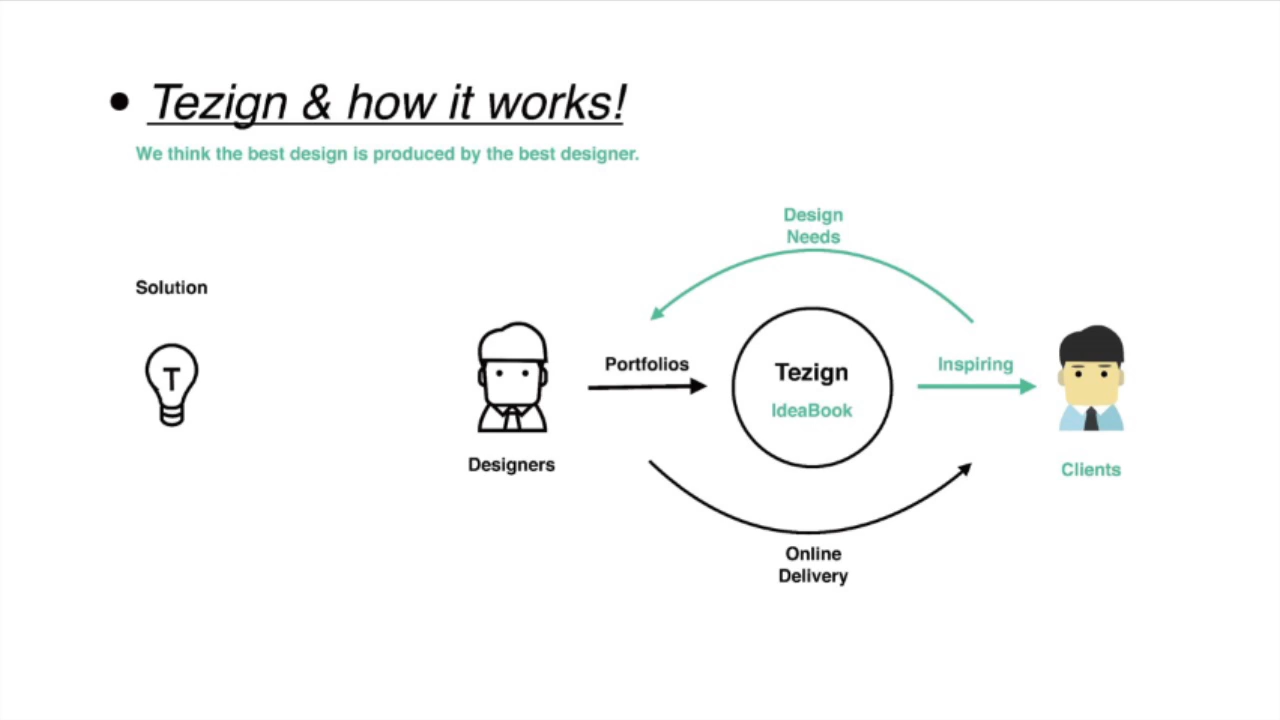 Tezign & how it works!
We think the best design is produced by the best designer.
Solution
T
Design
Needs
Portfolios
Tezign
IdeaBook
Inspiring
Designers
Clients
Online
Delivery